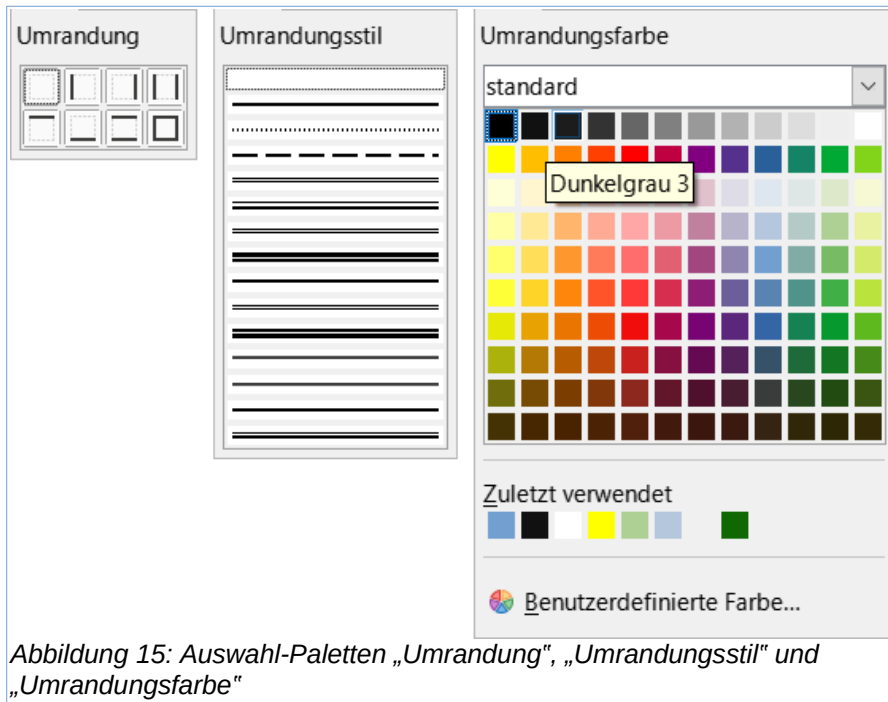 Umrandung
Umrandungsstil
Umrandungsfarbe
standard
Dunkelgrau 3
Zuletzt verwendet
Benutzerdefinierte Farbe...
Abbildung 15: Auswahl-Paletten „Umrandung“, „Umrandungsstil“ und
„Umrandungsfarbe“